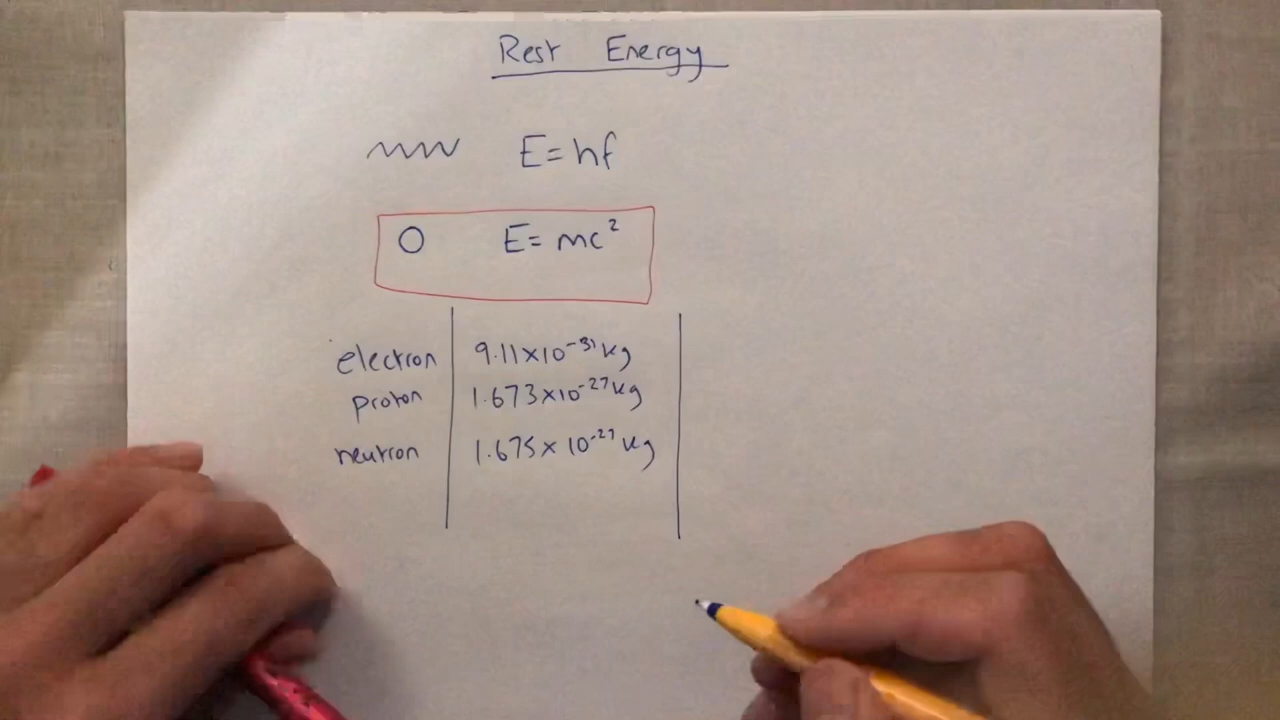 Rest Energy
E=hf
E=mc²
electron 9.11×10⁻³¹kg
proton 1.673×10⁻²⁷kg
neutron 1.675×10⁻²⁷kg